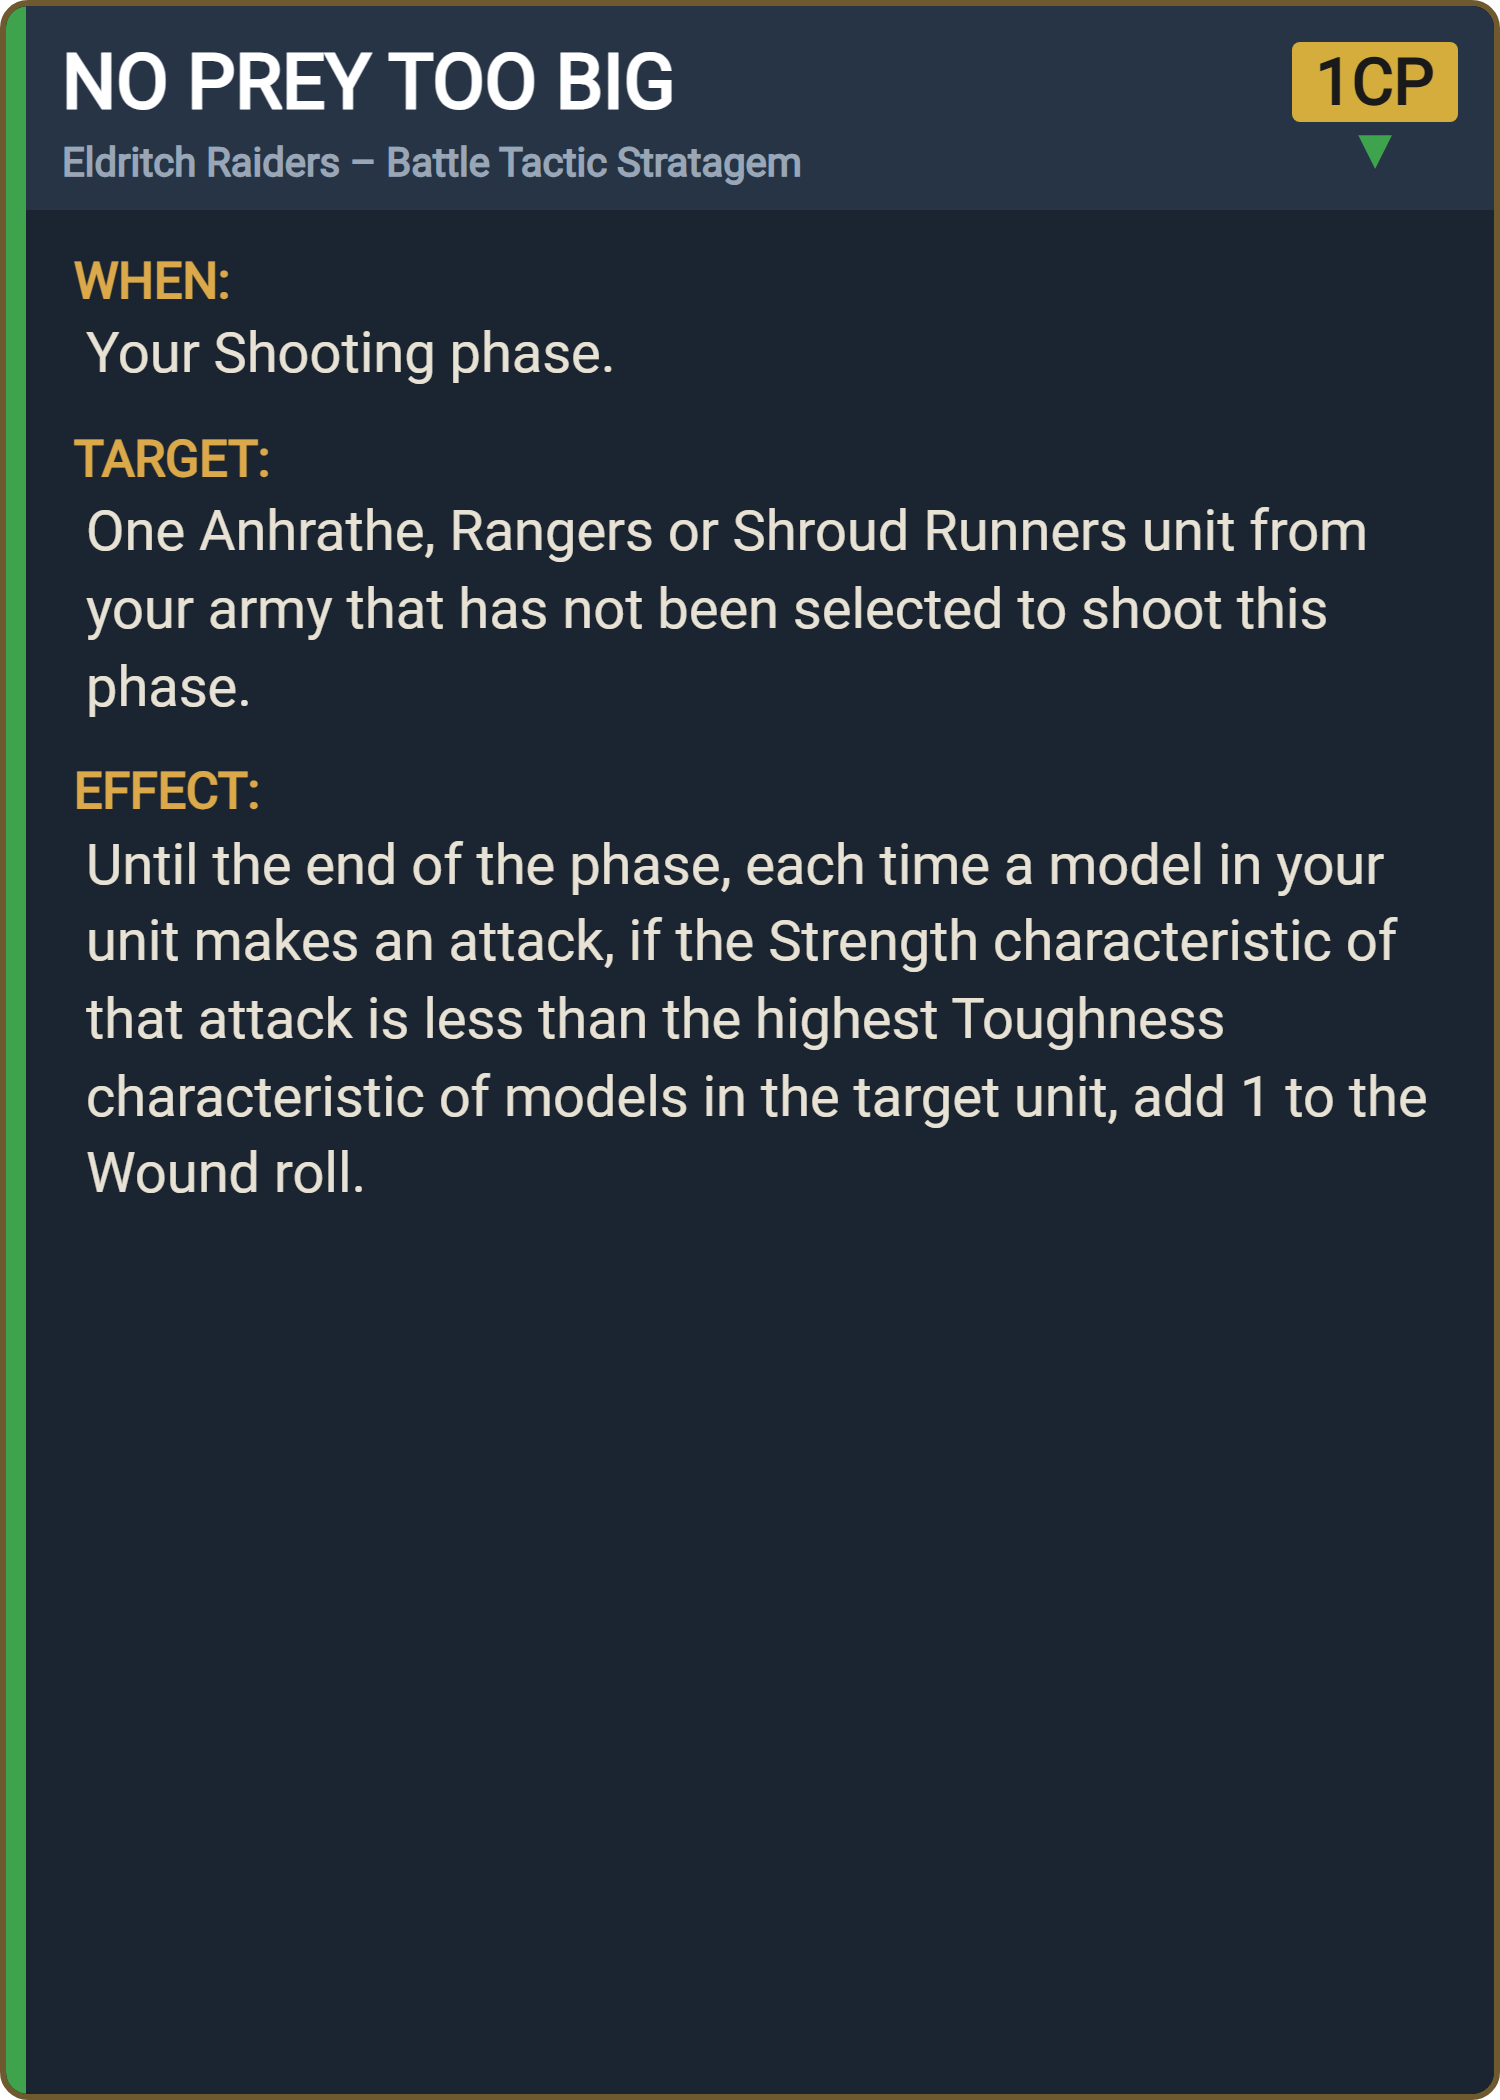 NO PREY TOO BIG
1CP
Eldritch Raiders – Battle Tactic Stratagem
WHEN:
Your Shooting phase.
TARGET:
One Anhrathe, Rangers or Shroud Runners unit from
your army that has not been selected to shoot this
phase.
EFFECT:
Until the end of the phase, each time a model in your
unit makes an attack, if the Strength characteristic of
that attack is less than the highest Toughness
characteristic of models in the target unit, add 1 to the
Wound roll.